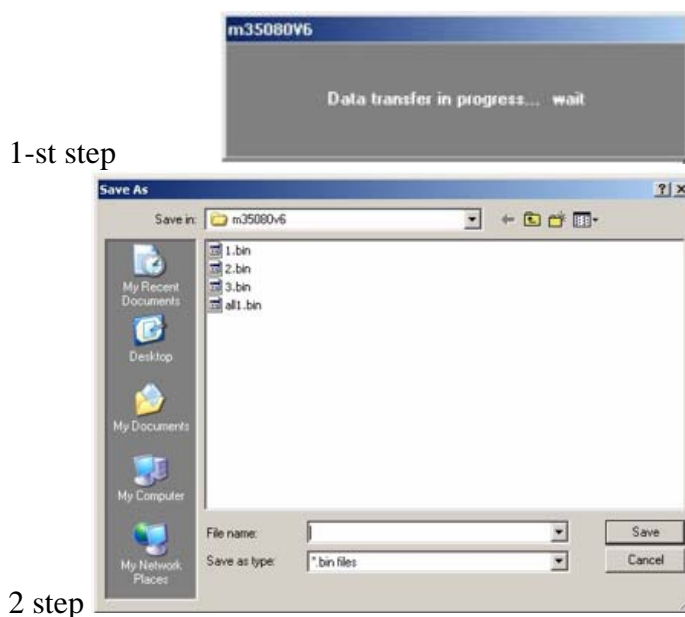 m35080V6
Data transfer in progress... wait
1-st step
Save As
Save in: m35080v6
1.bin
2.bin
3.bin
all1.bin
My Recent
Documents
Desktop
My Documents
My Computer
My Network
Places
File name:
Save
Save as type: *.bin files
Cancel
2 step